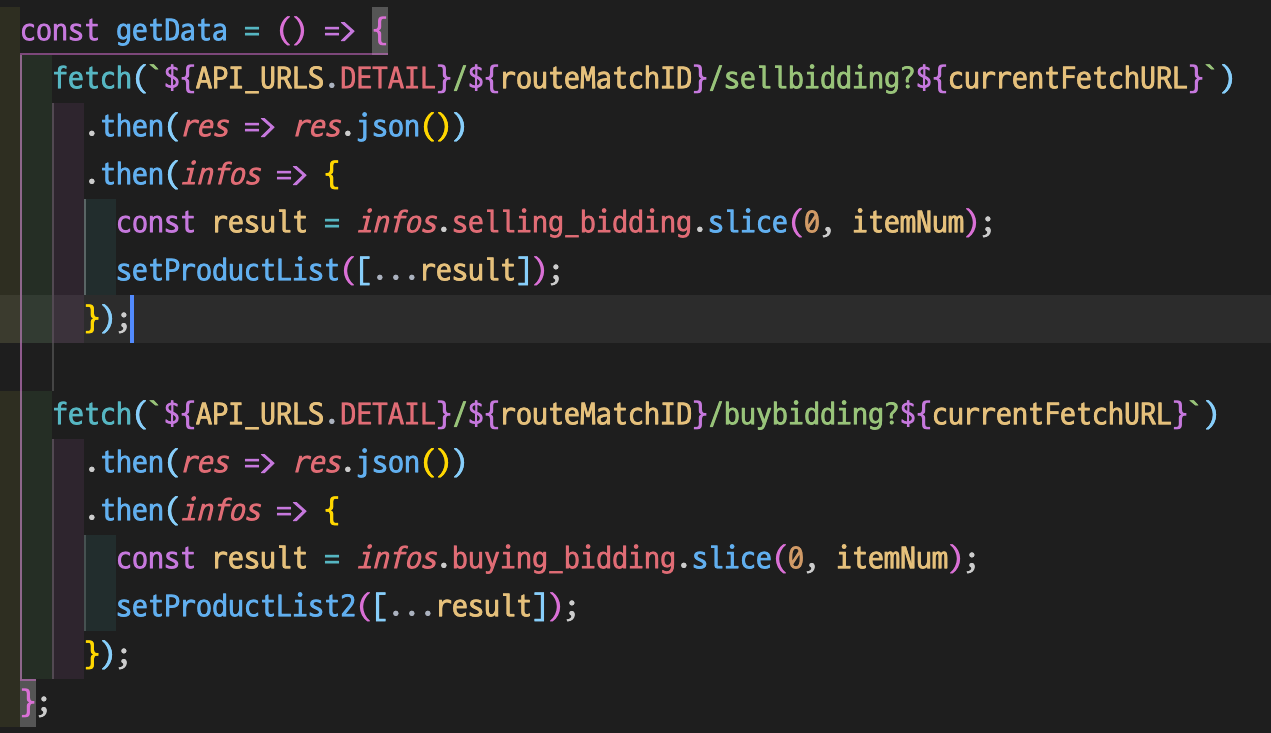 const getData = () => {
fetch(`${API_URLS.DETAIL}/${routeMatchID}/sellbidding?${currentFetchURL}`)
.then(res => res.json())
.then(infos => {
const result = infos.selling_bidding.slice(0, itemNum);
setProductList([...result]);
});
fetch(`${API_URLS.DETAIL}/${routeMatchID}/buybidding?${currentFetchURL}`)
.then(res => res.json())
.then(infos => {
const result = infos.buying_bidding.slice(0, itemNum);
setProductList2([...result]);
});
};